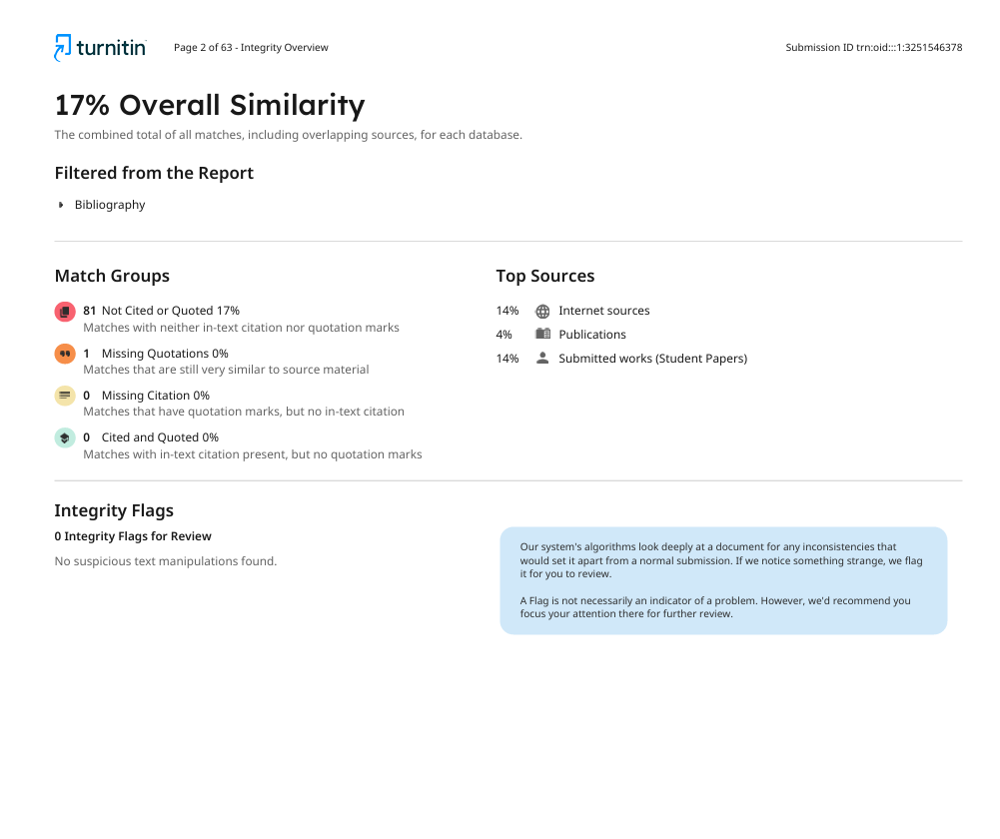 turnitin
Page 2 of 63 - Integrity Overview
Submission ID trn:oid:::1:3251546378
17% Overall Similarity
The combined total of all matches, including overlapping sources, for each database.
Filtered from the Report
Bibliography
Match Groups
81 Not Cited or Quoted 17%
Matches with neither in-text citation nor quotation marks
1 Missing Quotations 0%
Matches that are still very similar to source material
0 Missing Citation 0%
Matches that have quotation marks, but no in-text citation
0 Cited and Quoted 0%
Matches with in-text citation present, but no quotation marks
Top Sources
14% Internet sources
4% Publications
14% Submitted works (Student Papers)
Integrity Flags
0 Integrity Flags for Review
No suspicious text manipulations found.
Our system's algorithms look deeply at a document for any inconsistencies that
would set it apart from a normal submission. If we notice something strange, we flag
it for you to review.
A Flag is not necessarily an indicator of a problem. However, we'd recommend you
focus your attention there for further review.